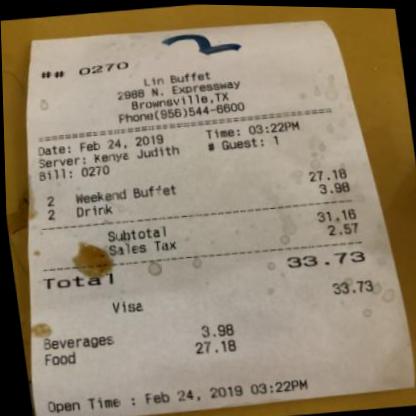 2
## 0270
Lin Buffet
2988 N. Expressway
Brownsville,TX
Phone(956)544-6600
Date: Feb 24, 2019 Time: 03:22PM
Server: Kenya Judith # Guest: 1
Bill: 0270
2 Weekend Buffet 27.18
2 Drink 3.98
Subtotal 31.16
Sales Tax 2.57
Total 33.73
Visa 33.73
Beverages 3.98
Food 27.18
Open Time : Feb 24, 2019 03:22PM